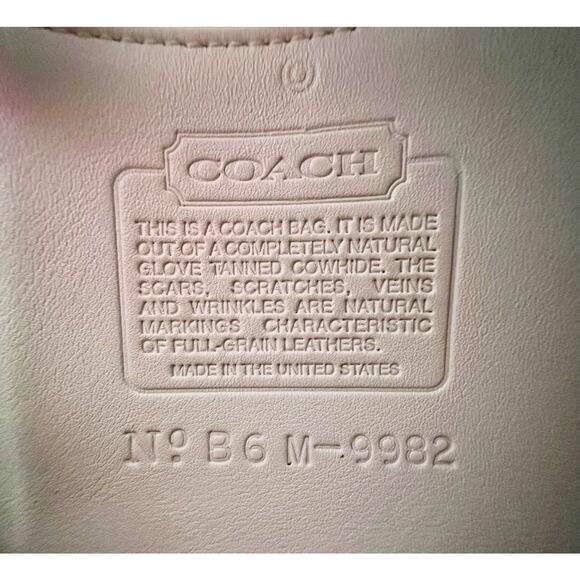 COACH
THIS IS A COACH BAG. IT IS MADE
OUT OF A COMPLETELY NATURAL
GLOVE TANNED COWHIDE. THE
SCARS, SCRATCHES, VEINS
AND WRINKLES ARE NATURAL
MARKINGS CHARACTERISTIC
OF FULL-GRAIN LEATHERS.
MADE IN THE UNITED STATES
Nº B6M-9982